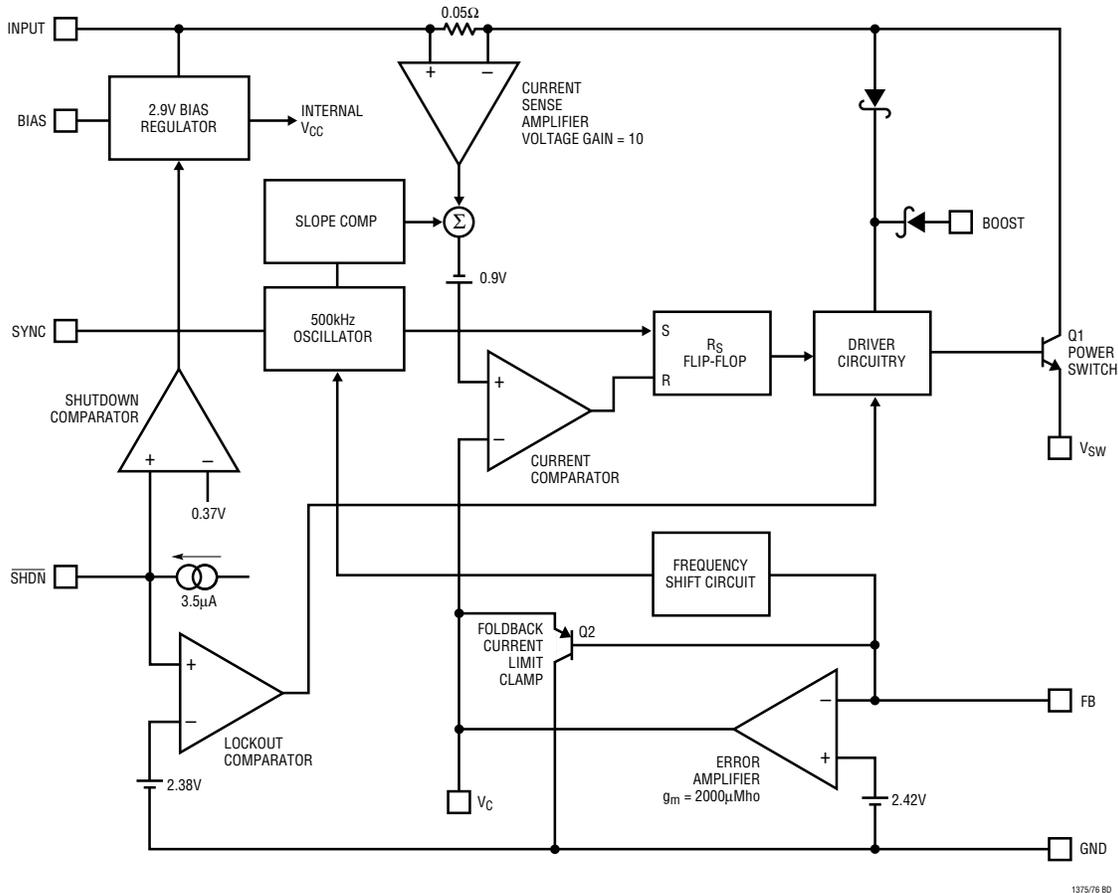 INPUT
0.05Ω
+
–
CURRENT
SENSE
AMPLIFIER
VOLTAGE GAIN = 10
BIAS
2.9V BIAS
REGULATOR
INTERNAL
VCC
SLOPE COMP
Σ
BOOST
0.9V
SYNC
500kHz
OSCILLATOR
S
R
RS
FLIP-FLOP
DRIVER
CIRCUITRY
Q1
POWER
SWITCH
SHUTDOWN
COMPARATOR
+
–
+
–
CURRENT
COMPARATOR
VSW
0.37V
SHDN
3.5µA
FREQUENCY
SHIFT CIRCUIT
FOLDBACK
CURRENT
LIMIT
CLAMP
Q2
+
–
LOCKOUT
COMPARATOR
2.38V
–
+
FB
ERROR
AMPLIFIER
gm = 2000µMho
VC
2.42V
GND
1375/76 BD